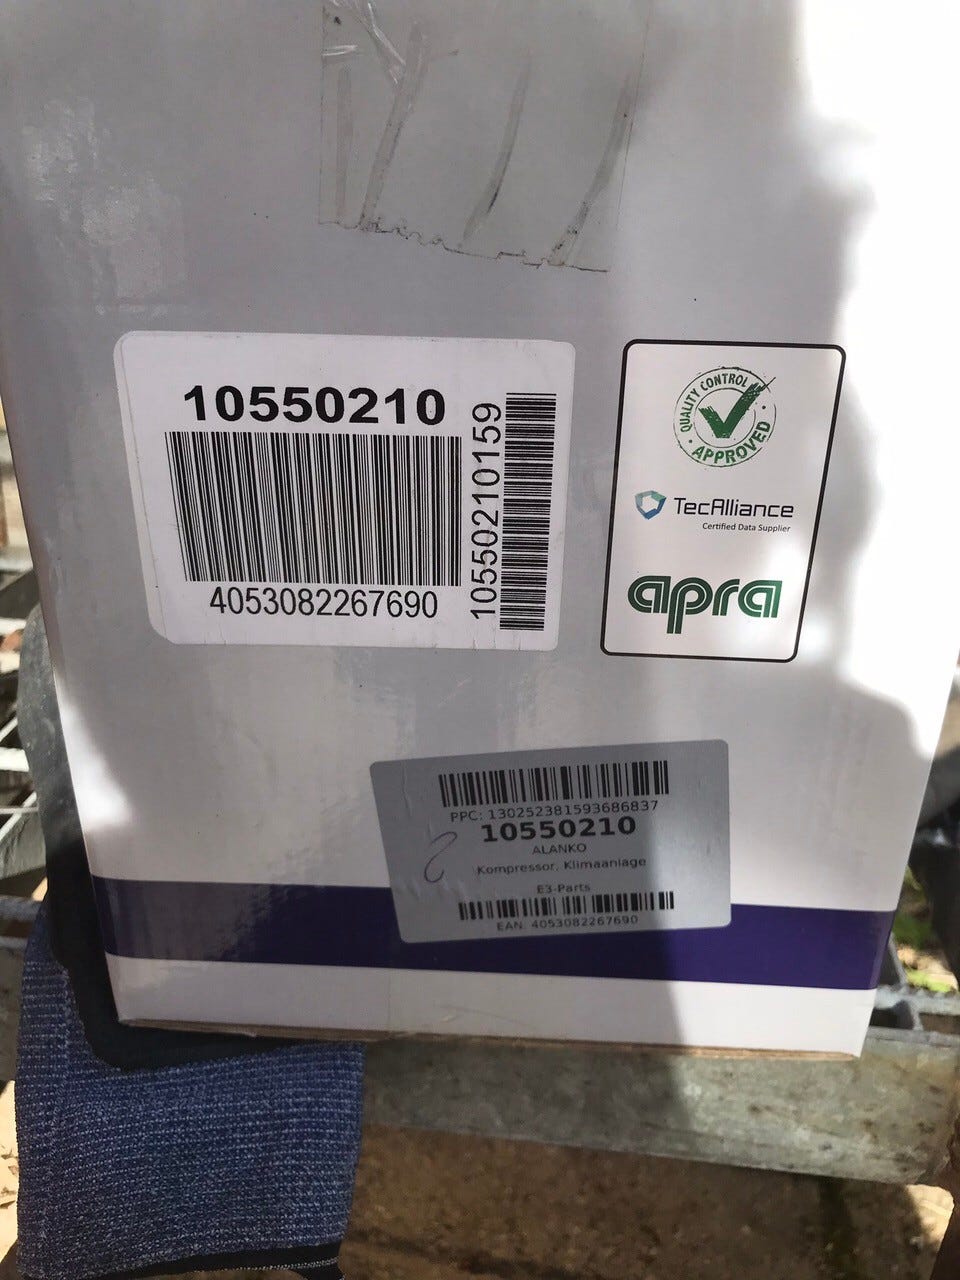 10550210
4053082267690
10550210159
QUALITY CONTROL
APPROVED
TecAlliance
Certified Data Supplier
apra
PPC: 130252381593686837
10550210
ALANKO
Kompressor, Klimaanlage
E3-Parts
EAN: 4053082267690